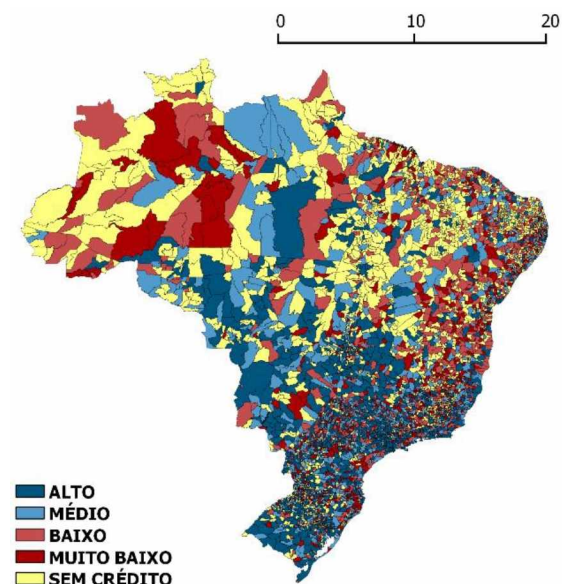 0 10 20
ALTO
MÉDIO
BAIXO
MUITO BAIXO
SEM CRÉDITO